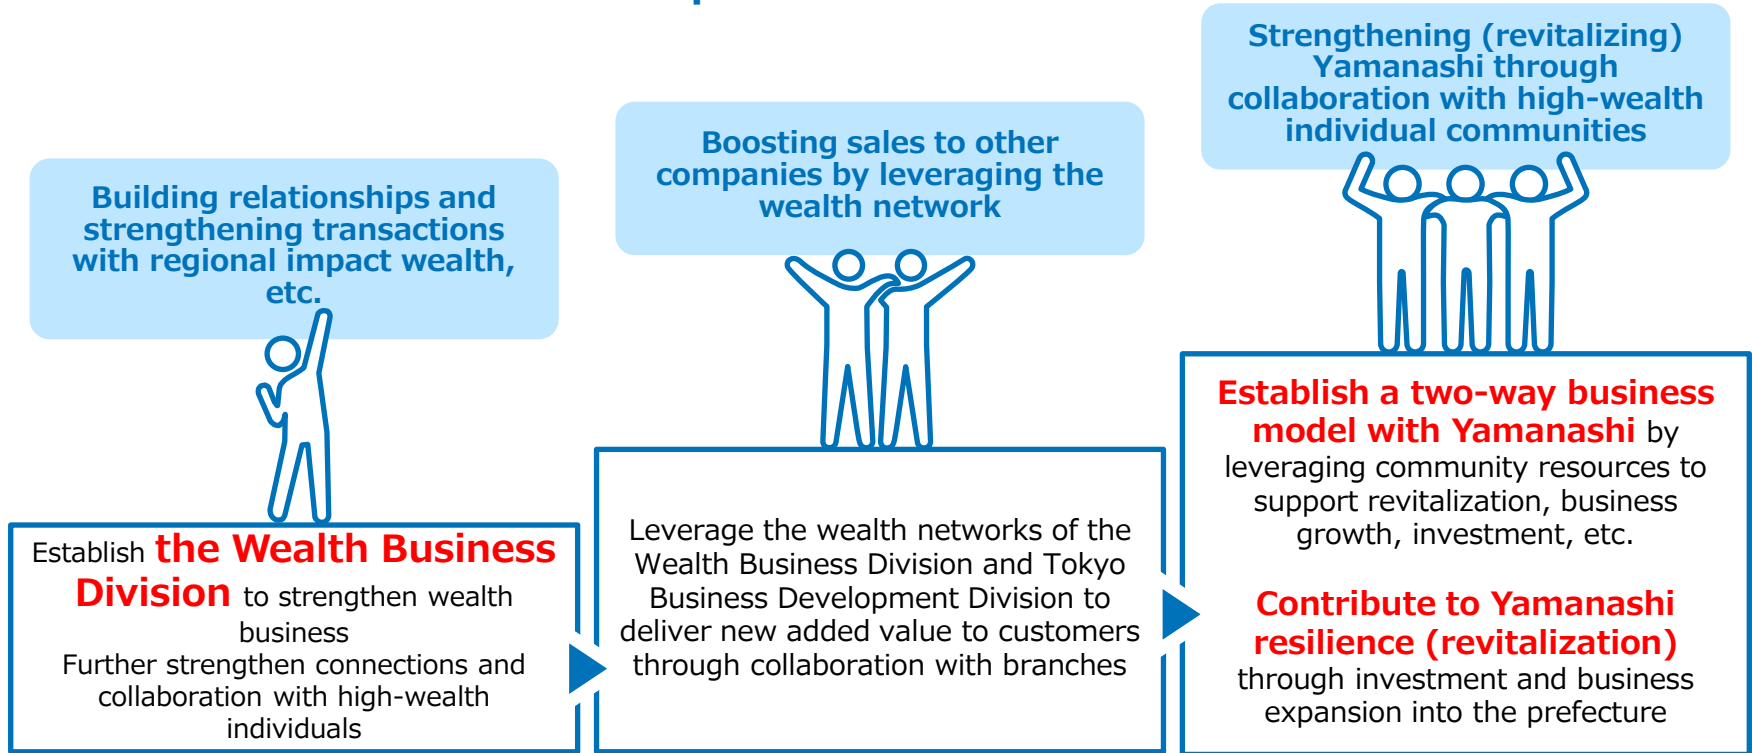 Building relationships and
strengthening transactions
with regional impact wealth,
etc.
Establish the Wealth Business
Division to strengthen wealth
business
Further strengthen connections and
collaboration with high-wealth
individuals
Boosting sales to other
companies by leveraging the
wealth network
Leverage the wealth networks of the
Wealth Business Division and Tokyo
Business Development Division to
deliver new added value to customers
through collaboration with branches
Strengthening (revitalizing)
Yamanashi through
collaboration with high-wealth
individual communities
Establish a two-way business
model with Yamanashi by
leveraging community resources to
support revitalization, business
growth, investment, etc.
Contribute to Yamanashi
resilience (revitalization)
through investment and business
expansion into the prefecture